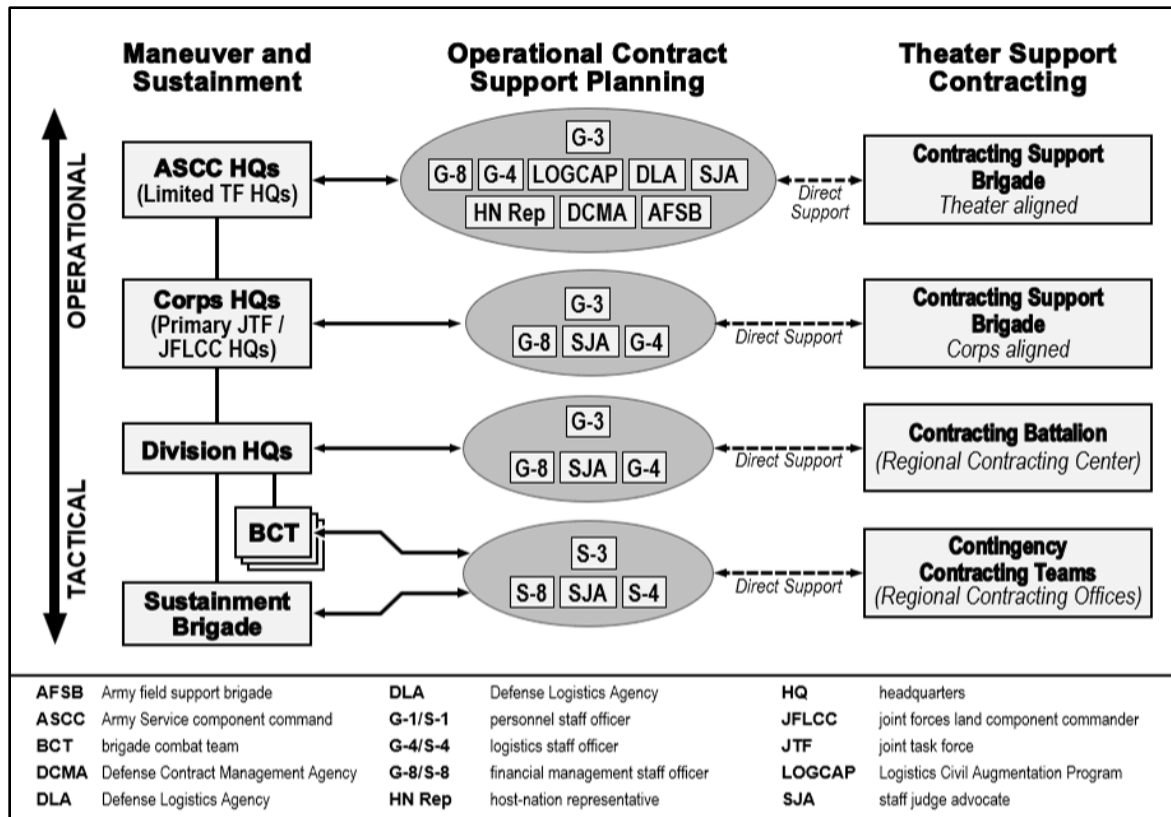 Maneuver and
Sustainment
Operational Contract
Support Planning
Theater Support
Contracting
OPERATIONAL
TACTICAL
ASCC HQs
(Limited TF HQs)
G-3
G-8 G-4 LOGCAP DLA SJA
HN Rep DCMA AFSB
Direct
Support
Contracting Support
Brigade
Theater aligned
Corps HQs
(Primary JTF /
JFLCC HQs)
G-3
G-8 SJA G-4
Direct Support
Contracting Support
Brigade
Corps aligned
Division HQs
G-3
G-8 SJA G-4
Direct Support
Contracting Battalion
(Regional Contracting Center)
BCT
Sustainment
Brigade
S-3
S-8 SJA S-4
Direct Support
Contingency
Contracting Teams
(Regional Contracting Offices)
AFSB Army field support brigade
ASCC Army Service component command
BCT brigade combat team
DCMA Defense Contract Management Agency
DLA Defense Logistics Agency
DLA Defense Logistics Agency
G-1/S-1 personnel staff officer
G-4/S-4 logistics staff officer
G-8/S-8 financial management staff officer
HN Rep host-nation representative
HQ headquarters
JFLCC joint forces land component commander
JTF joint task force
LOGCAP Logistics Civil Augmentation Program
SJA staff judge advocate